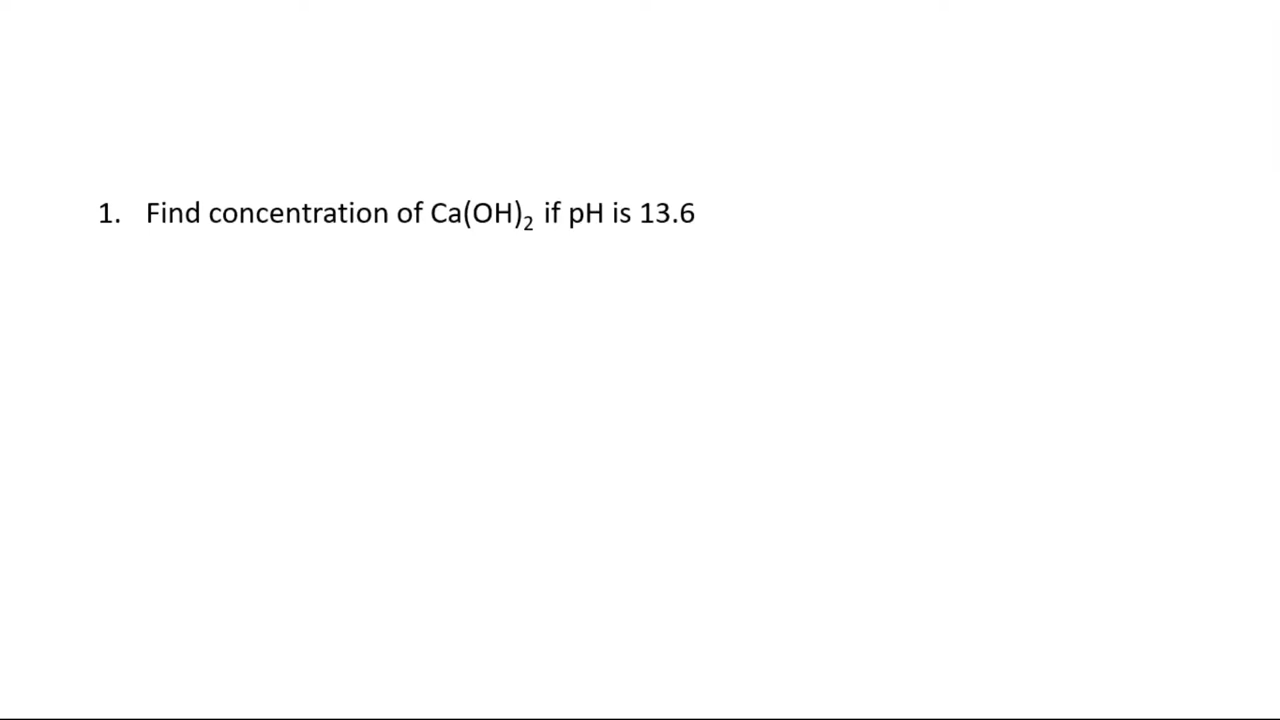 1. Find concentration of Ca(OH)₂ if pH is 13.6